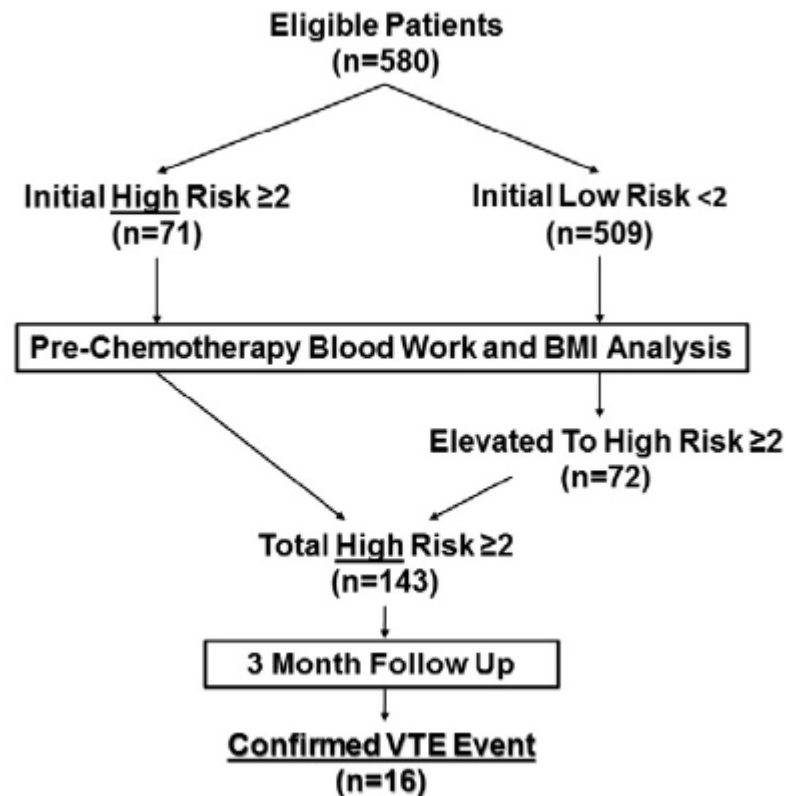 Eligible Patients
(n=580)
Initial High Risk ≥2
(n=71)
Initial Low Risk <2
(n=509)
Pre-Chemotherapy Blood Work and BMI Analysis
Elevated To High Risk ≥2
(n=72)
Total High Risk ≥2
(n=143)
3 Month Follow Up
Confirmed VTE Event
(n=16)